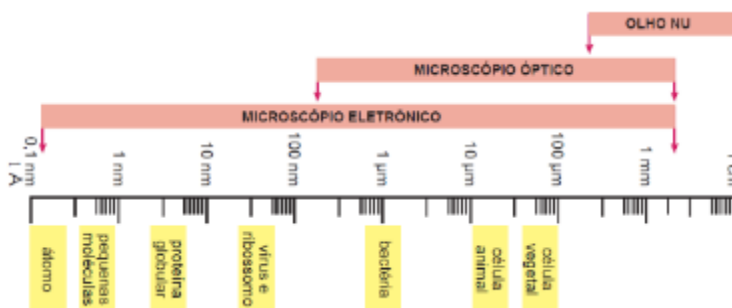 OLHO NU
MICROSCÓPIO ÓPTICO
MICROSCÓPIO ELETRÔNICO
0,1 nm
1 nm
10 nm
100 nm
1 µm
10 µm
100 µm
1 mm
átomo
pequenas
moléculas
proteína
globular
vírus e
ribossomo
bactéria
célula
animal
célula
vegetal